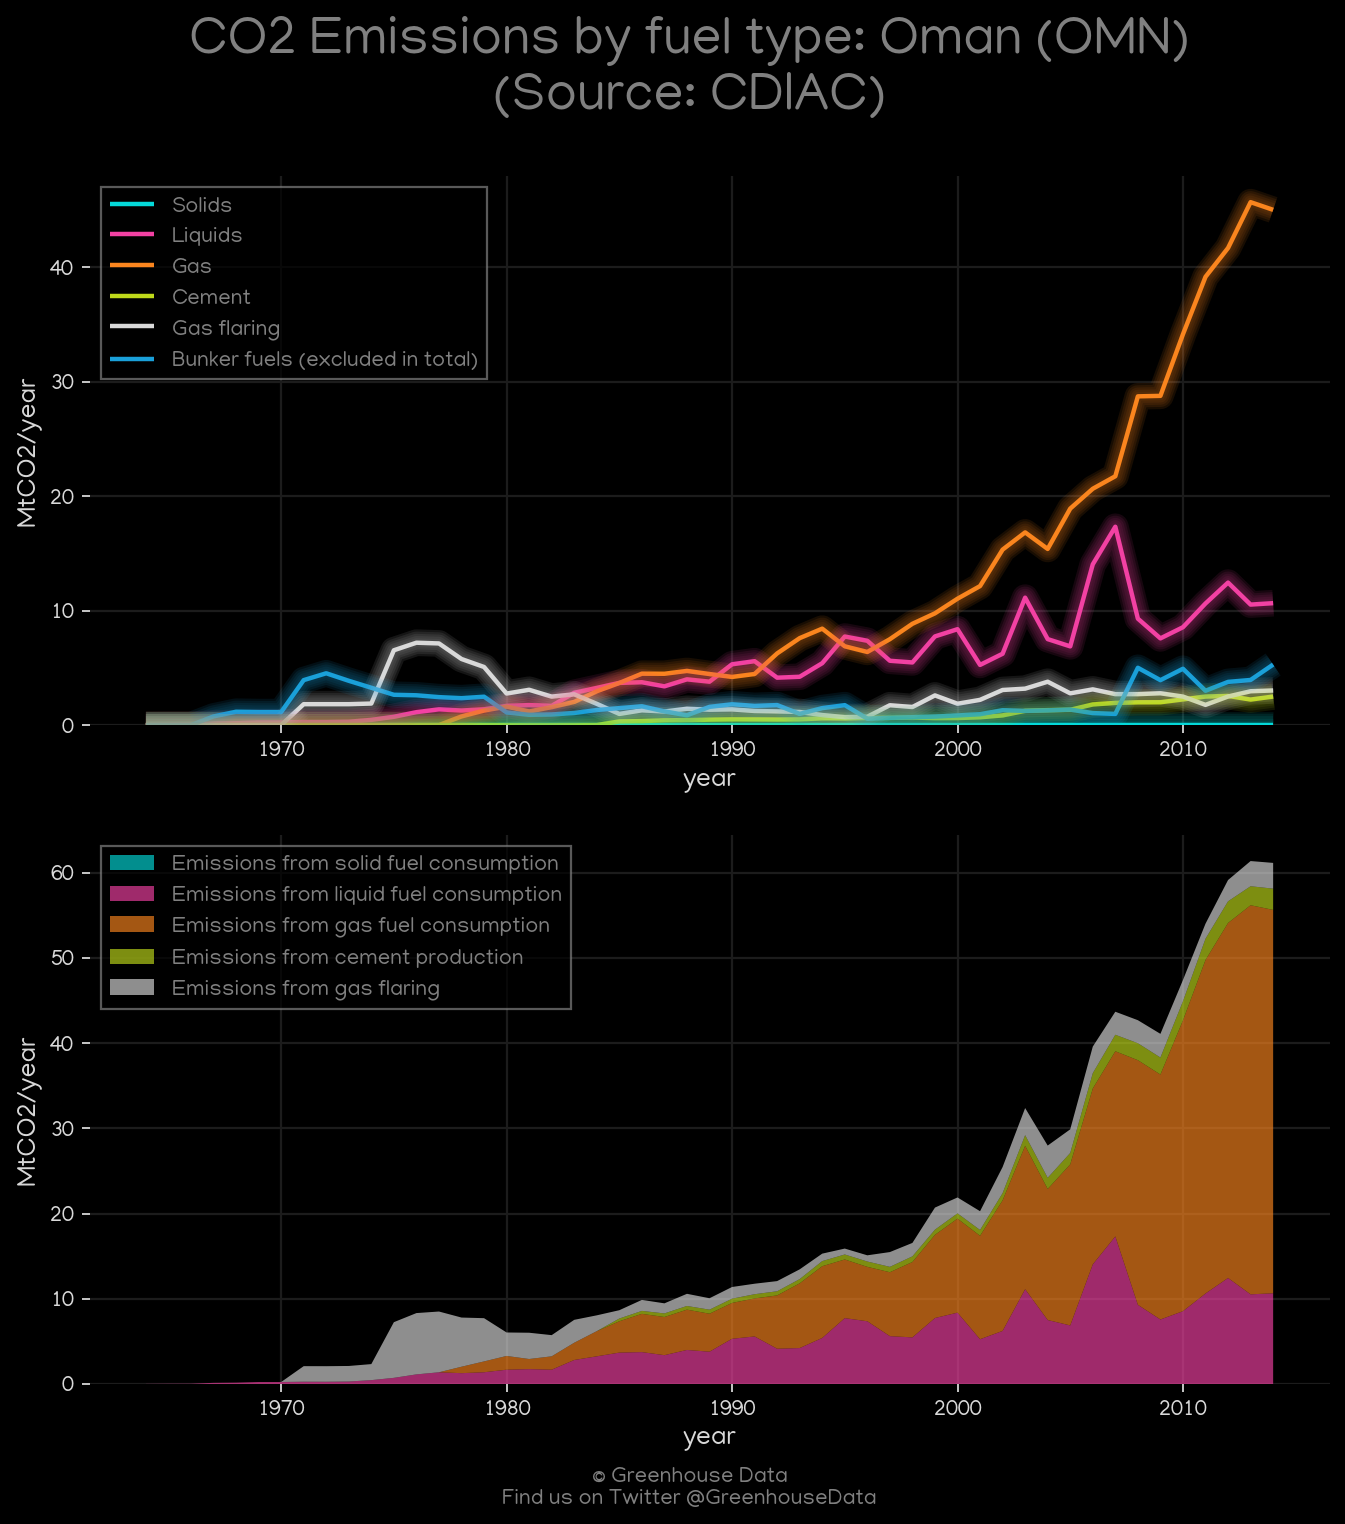 CO2 Emissions by fuel type: Oman (OMN)
(Source: CDIAC)
Solids
Liquids
Gas
Cement
Gas flaring
Bunker fuels (excluded in total)
MtCO2/year
40
30
20
10
0
1970 1980 1990 2000 2010
year
Emissions from solid fuel consumption
Emissions from liquid fuel consumption
Emissions from gas fuel consumption
Emissions from cement production
Emissions from gas flaring
MtCO2/year
60
50
40
30
20
10
0
1970 1980 1990 2000 2010
year
© Greenhouse Data
Find us on Twitter @GreenhouseData